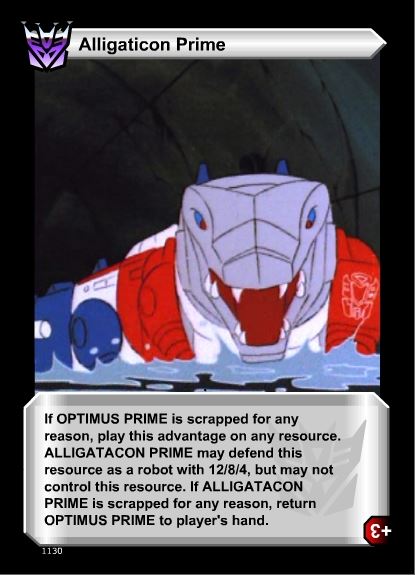 Alligaticon Prime
If OPTIMUS PRIME is scrapped for any
reason, play this advantage on any resource.
ALLIGATACON PRIME may defend this
resource as a robot with 12/8/4, but may not
control this resource. If ALLIGATACON
PRIME is scrapped for any reason, return
OPTIMUS PRIME to player's hand.
+3
1130